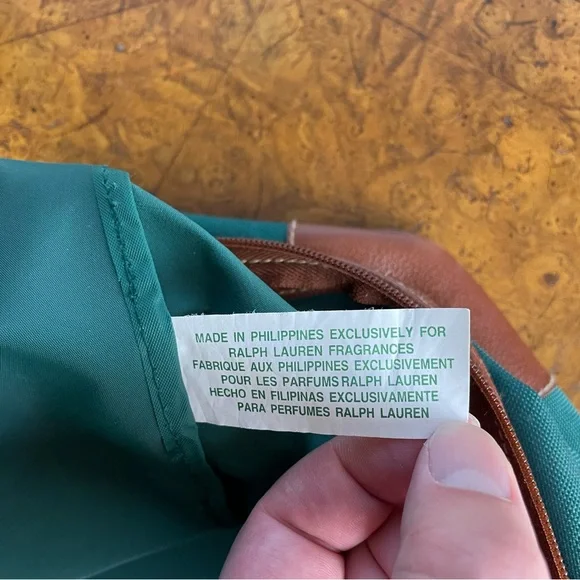 MADE IN PHILIPPINES EXCLUSIVELY FOR
RALPH LAUREN FRAGRANCES
FABRIQUE AUX PHILIPPINES EXCLUSIVEMENT
POUR LES PARFUMS RALPH LAUREN
HECHO EN FILIPINAS EXCLUSIVAMENTE
PARA PERFUMES RALPH LAUREN